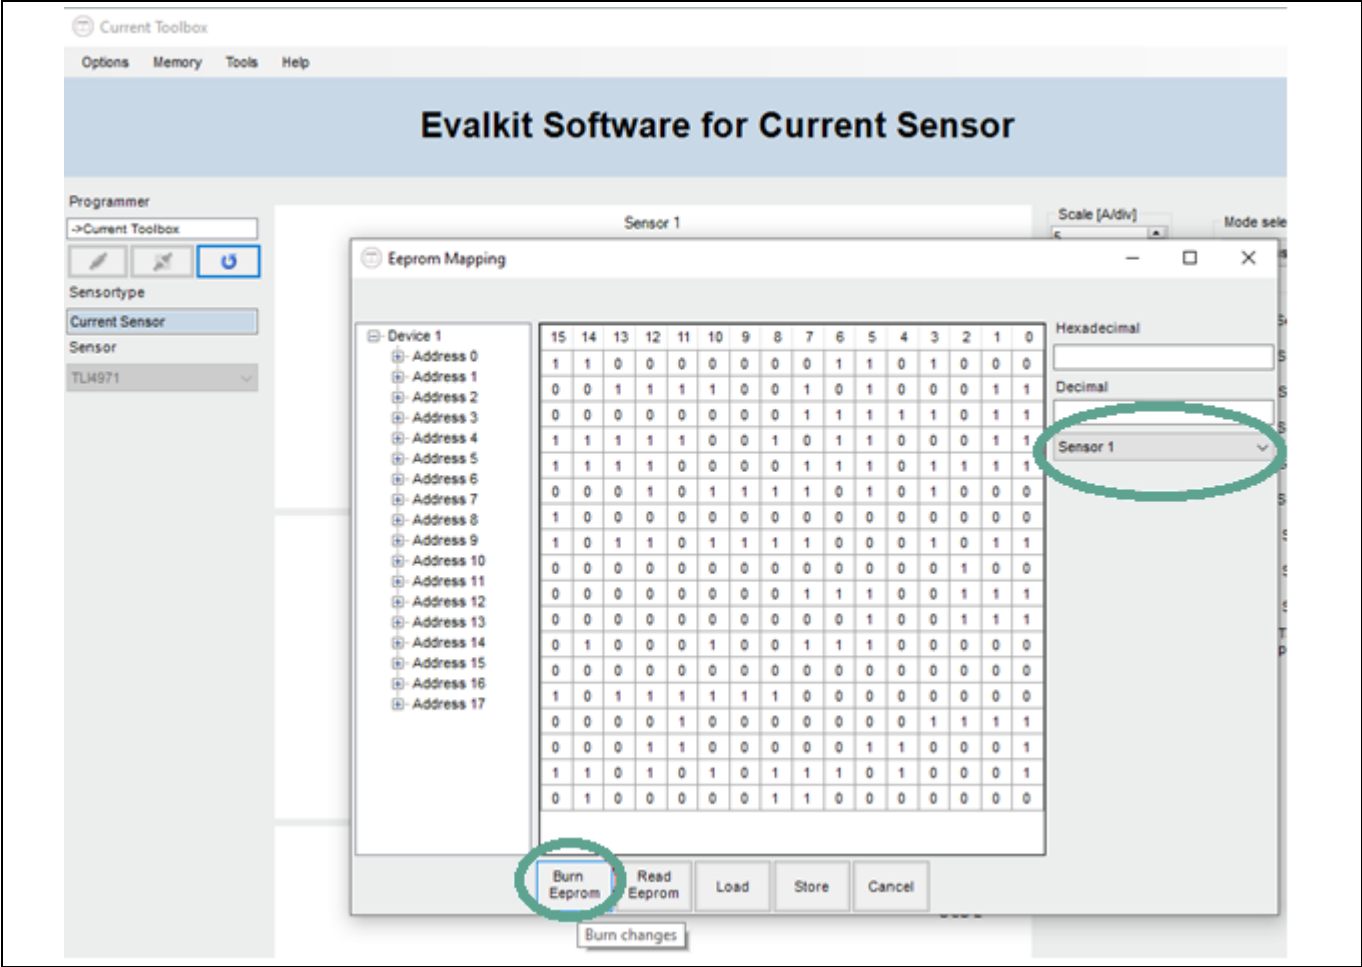 Current Toolbox
Options Memory Tools Help
Evalkit Software for Current Sensor
Programmer
->Current Toolbox
Sensortype
Current Sensor
Sensor
TLI4971
Sensor 1
Scale [A/div]
5
Mode sele
Eeprom Mapping
Device 1
Address 0
Address 1
Address 2
Address 3
Address 4
Address 5
Address 6
Address 7
Address 8
Address 9
Address 10
Address 11
Address 12
Address 13
Address 14
Address 15
Address 16
Address 17
15 14 13 12 11 10 9 8 7 6 5 4 3 2 1 0
1 1 0 0 0 0 0 0 0 1 1 0 1 0 0 0
0 0 1 1 1 1 0 0 1 0 1 0 0 0 1 1
0 0 0 0 0 0 0 0 1 1 1 1 1 0 1 1
1 1 1 1 1 0 0 1 0 1 1 0 0 0 1 1
1 1 1 1 0 0 0 0 1 1 1 0 1 1 1 1
0 0 0 1 0 1 1 1 1 0 1 0 1 0 0 0
1 0 0 0 0 0 0 0 0 0 0 0 0 0 0 0
1 0 1 1 0 1 1 1 1 0 0 0 1 0 1 1
0 0 0 0 0 0 0 0 0 0 0 0 0 1 0 0
0 0 0 0 0 0 0 0 1 1 1 0 0 1 1 1
0 0 0 0 0 0 0 0 0 0 1 0 0 1 1 1
0 1 0 0 0 1 0 0 1 1 1 0 0 0 0 0
0 0 0 0 0 0 0 0 0 0 0 0 0 0 0 0
1 0 1 1 1 1 1 1 0 0 0 0 0 0 0 0
0 0 0 0 1 0 0 0 0 0 0 0 1 1 1 1
0 0 0 1 1 0 0 0 0 0 1 1 0 0 0 1
1 1 0 1 0 1 0 1 1 1 0 1 0 0 0 1
0 1 0 0 0 0 0 1 1 0 0 0 0 0 0 0
Hexadecimal
Decimal
Sensor 1
Burn Eeprom
Read Eeprom
Load
Store
Cancel
Burn changes